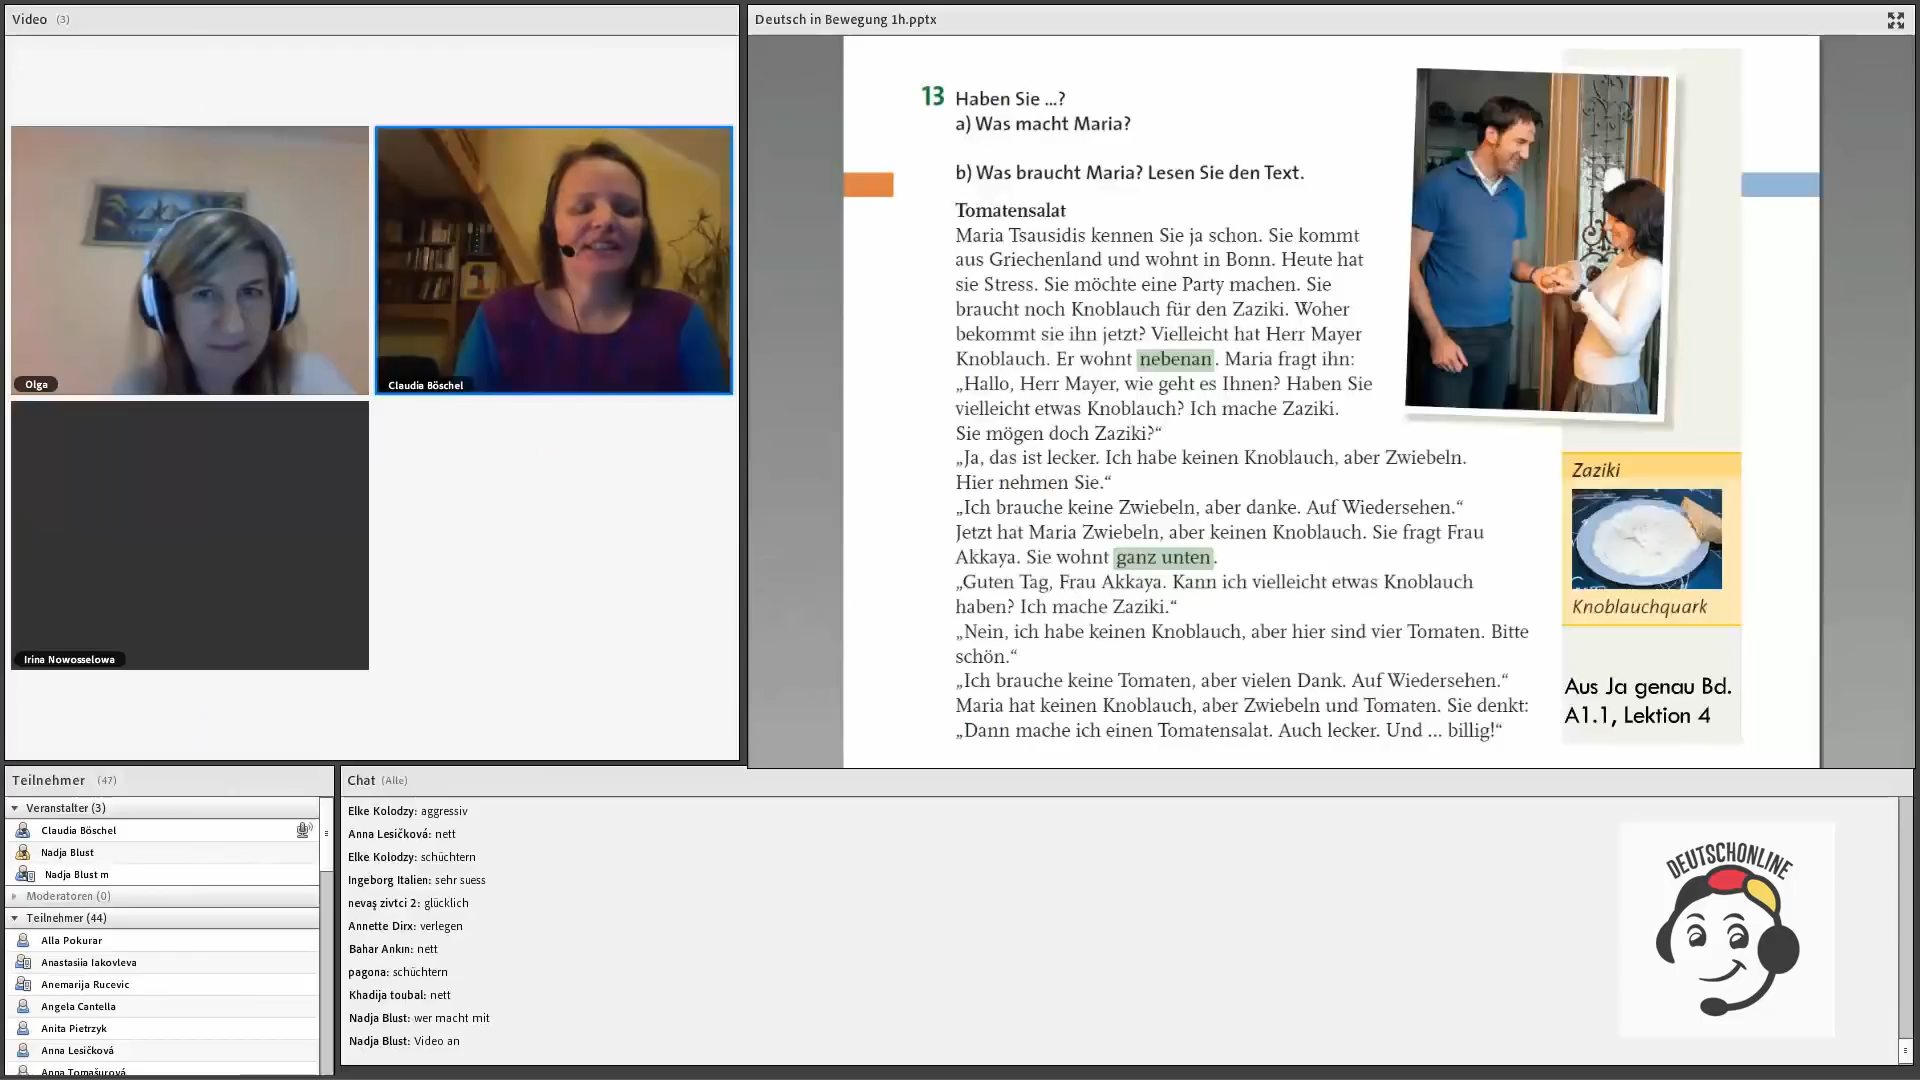 Video (3)
Olga
Claudia Böschel
Irina Nowosselowa
Deutsch in Bewegung 1h.pptx
13 Haben Sie ...?
a) Was macht Maria?
b) Was braucht Maria? Lesen Sie den Text.
Tomatensalat
Maria Tsausidis kennen Sie ja schon. Sie kommt
aus Griechenland und wohnt in Bonn. Heute hat
sie Stress. Sie möchte eine Party machen. Sie
braucht noch Knoblauch für den Zaziki. Woher
bekommt sie ihn jetzt? Vielleicht hat Herr Mayer
Knoblauch. Er wohnt nebenan. Maria fragt ihn:
„Hallo, Herr Mayer, wie geht es Ihnen? Haben Sie
vielleicht etwas Knoblauch? Ich mache Zaziki.
Sie mögen doch Zaziki?“
„Ja, das ist lecker. Ich habe keinen Knoblauch, aber Zwiebeln.
Hier nehmen Sie.“
„Ich brauche keine Zwiebeln, aber danke. Auf Wiedersehen.“
Jetzt hat Maria Zwiebeln, aber keinen Knoblauch. Sie fragt Frau
Akkaya. Sie wohnt ganz unten.
„Guten Tag, Frau Akkaya. Kann ich vielleicht etwas Knoblauch
haben? Ich mache Zaziki.“
„Nein, ich habe keinen Knoblauch, aber hier sind vier Tomaten. Bitte
schön.“
„Ich brauche keine Tomaten, aber vielen Dank. Auf Wiedersehen.“
Maria hat keinen Knoblauch, aber Zwiebeln und Tomaten. Sie denkt:
„Dann mache ich einen Tomatensalat. Auch lecker. Und ... billig!“
Zaziki
Knoblauchquark
Aus Ja genau Bd.
A1.1, Lektion 4
Teilnehmer (47)
Veranstalter (3)
Claudia Böschel
Nadja Blust
Nadja Blust m
Moderatoren (0)
Teilnehmer (44)
Alla Pokurar
Anastasiia Iakovleva
Anemarija Rucevic
Angela Cantella
Anita Pietrzyk
Anna Lesičková
Anna Tomašurová
Chat (Alle)
Elke Kolodzy: aggressiv
Anna Lesičková: nett
Elke Kolodzy: schüchtern
Ingeborg Italien: sehr suess
nevaş zivtci 2: glücklich
Annette Dirx: verlegen
Bahar Ankın: nett
pagona: schüchtern
Khadija toubal: nett
Nadja Blust: wer macht mit
Nadja Blust: Video an
DEUTSCHONLINE